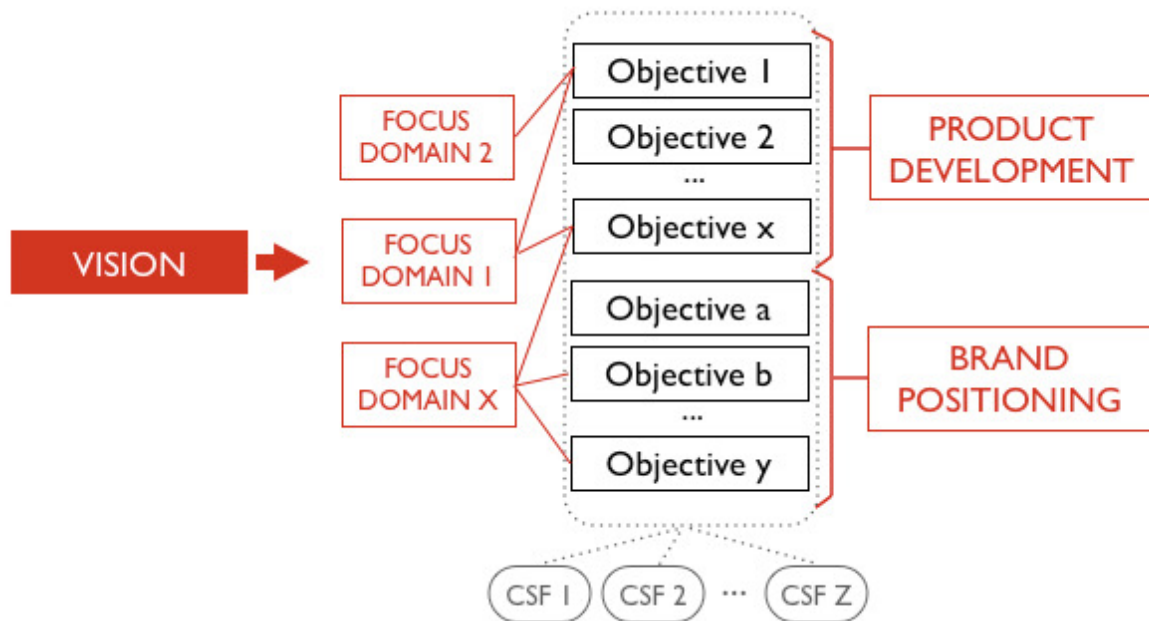 VISION
FOCUS
DOMAIN 2
FOCUS
DOMAIN 1
FOCUS
DOMAIN X
Objective 1
Objective 2
...
Objective x
Objective a
Objective b
...
Objective y
PRODUCT
DEVELOPMENT
BRAND
POSITIONING
CSF 1
CSF 2
...
CSF Z